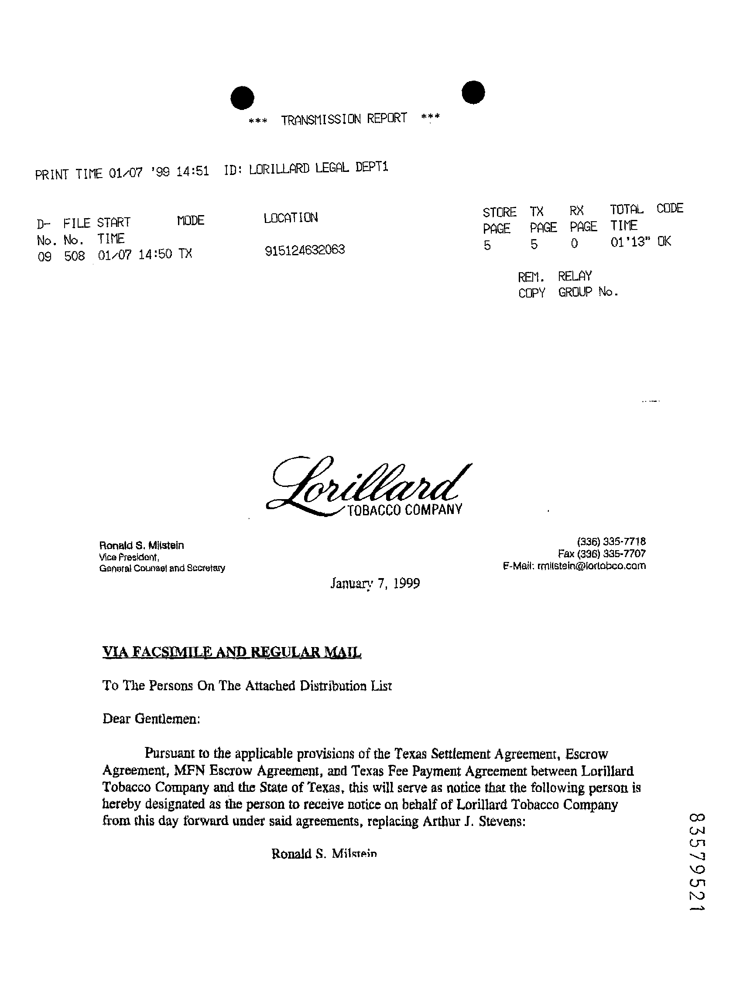 *** TRANSMISSION REPORT ***
PRINT TIME 01/07 '99 14:51 ID: LORILLARD LEGAL DEPT1
D- FILE START MODE LOCATION STORE TX RX TOTAL CODE
No. No. TIME PAGE PAGE PAGE TIME
09 508 01/07 14:50 TX 915124632063 5 5 0 01'13" OK
REM. RELAY
COPY GROUP No.
Lorillard
TOBACCO COMPANY
Ronald S. Milstein
Vice President,
General Counsel and Secretary
(336) 335-7718
Fax (336) 335-7707
E-Mail: rmilstein@lortobco.com
January 7, 1999
VIA FACSIMILE AND REGULAR MAIL
To The Persons On The Attached Distribution List
Dear Gentlemen:
Pursuant to the applicable provisions of the Texas Settlement Agreement, Escrow
Agreement, MFN Escrow Agreement, and Texas Fee Payment Agreement between Lorillard
Tobacco Company and the State of Texas, this will serve as notice that the following person is
hereby designated as the person to receive notice on behalf of Lorillard Tobacco Company
from this day forward under said agreements, replacing Arthur J. Stevens:
Ronald S. Milstein
83579521